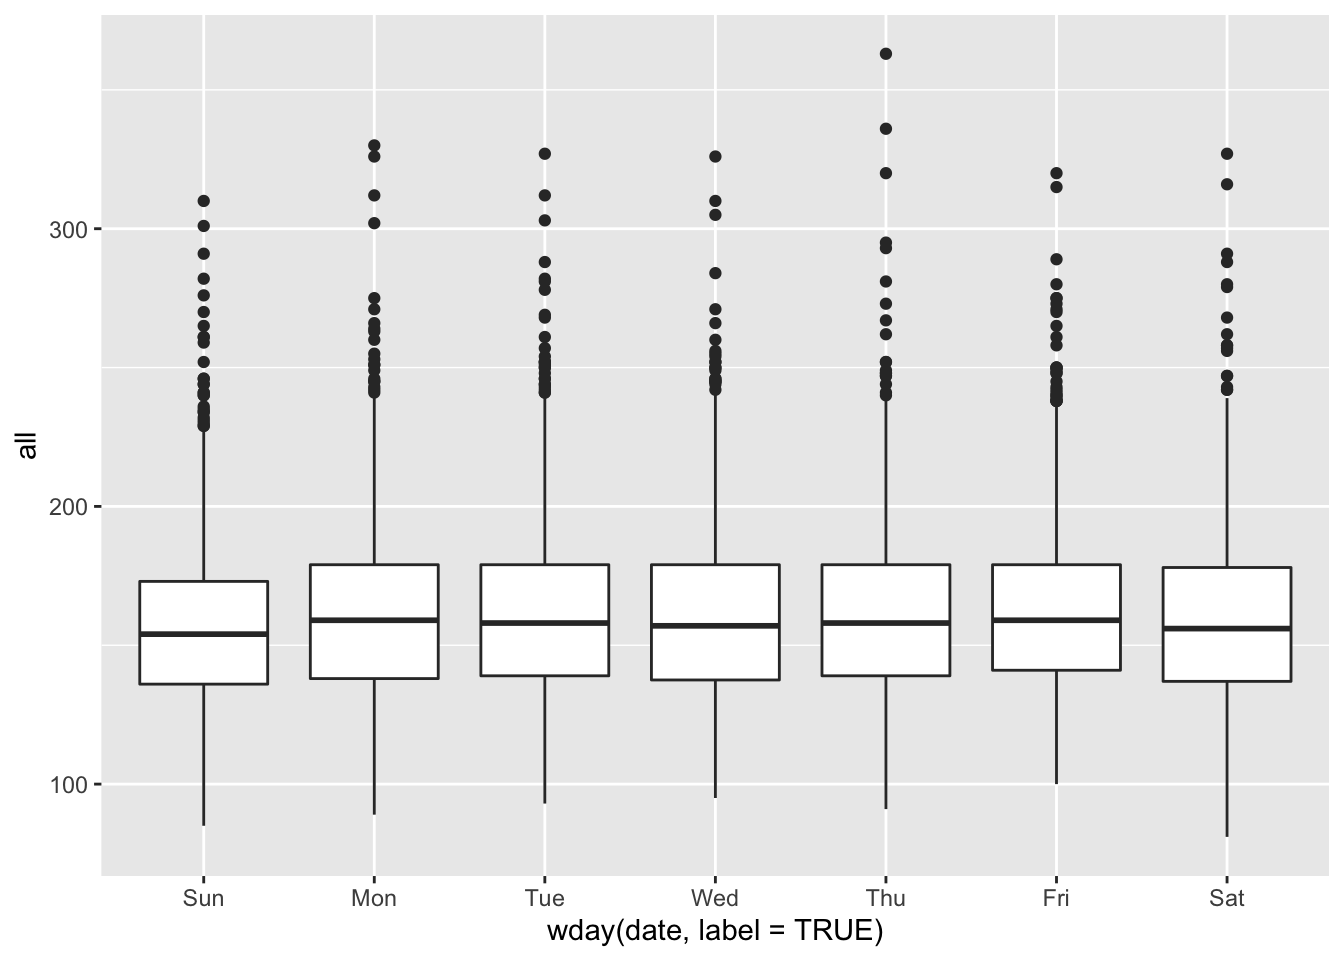 300
200
100
all
Sun Mon Tue Wed Thu Fri Sat
wday(date, label = TRUE)